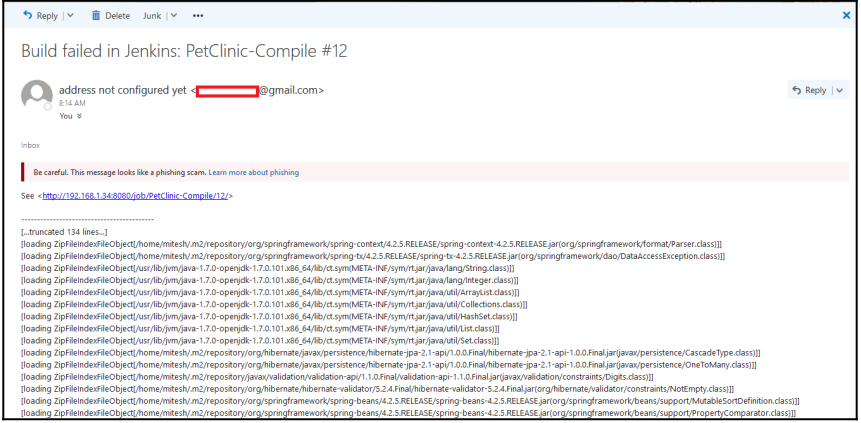 Reply | Delete Junk | ...
Build failed in Jenkins: PetClinic-Compile #12
address not configured yet < @gmail.com>
Reply |
8:14 AM
You
Inbox
Be careful. This message looks like a phishing scam. Learn more about phishing
See <http://192.168.1.34:8080/job/PetClinic-Compile/12/>
------------------------------------------
[...truncated 134 lines...]
[loading ZipFileIndexFileObject[/home/mitesh/.m2/repository/org/springframework/spring-context/4.2.5.RELEASE/spring-context-4.2.5.RELEASE.jar(org/springframework/format/Parser.class)]]
[loading ZipFileIndexFileObject[/home/mitesh/.m2/repository/org/springframework/spring-tx/4.2.5.RELEASE/spring-tx-4.2.5.RELEASE.jar(org/springframework/dao/DataAccessException.class)]]
[loading ZipFileIndexFileObject[/usr/lib/jvm/java-1.7.0-openjdk-1.7.0.101.x86_64/lib/ct.sym(META-INF/sym/rt.jar/java/lang/String.class)]]
[loading ZipFileIndexFileObject[/usr/lib/jvm/java-1.7.0-openjdk-1.7.0.101.x86_64/lib/ct.sym(META-INF/sym/rt.jar/java/lang/Integer.class)]]
[loading ZipFileIndexFileObject[/usr/lib/jvm/java-1.7.0-openjdk-1.7.0.101.x86_64/lib/ct.sym(META-INF/sym/rt.jar/java/util/ArrayList.class)]]
[loading ZipFileIndexFileObject[/usr/lib/jvm/java-1.7.0-openjdk-1.7.0.101.x86_64/lib/ct.sym(META-INF/sym/rt.jar/java/util/Collections.class)]]
[loading ZipFileIndexFileObject[/usr/lib/jvm/java-1.7.0-openjdk-1.7.0.101.x86_64/lib/ct.sym(META-INF/sym/rt.jar/java/util/HashSet.class)]]
[loading ZipFileIndexFileObject[/usr/lib/jvm/java-1.7.0-openjdk-1.7.0.101.x86_64/lib/ct.sym(META-INF/sym/rt.jar/java/util/List.class)]]
[loading ZipFileIndexFileObject[/usr/lib/jvm/java-1.7.0-openjdk-1.7.0.101.x86_64/lib/ct.sym(META-INF/sym/rt.jar/java/util/Set.class)]]
[loading ZipFileIndexFileObject[/home/mitesh/.m2/repository/org/hibernate/javax/persistence/hibernate-jpa-2.1-api/1.0.0.Final/hibernate-jpa-2.1-api-1.0.0.Final.jar(javax/persistence/CascadeType.class)]]
[loading ZipFileIndexFileObject[/home/mitesh/.m2/repository/org/hibernate/javax/persistence/hibernate-jpa-2.1-api/1.0.0.Final/hibernate-jpa-2.1-api-1.0.0.Final.jar(javax/persistence/OneToMany.class)]]
[loading ZipFileIndexFileObject[/home/mitesh/.m2/repository/javax/validation/validation-api/1.1.0.Final/validation-api-1.1.0.Final.jar(javax/validation/constraints/Digits.class)]]
[loading ZipFileIndexFileObject[/home/mitesh/.m2/repository/org/hibernate/hibernate-validator/5.2.4.Final/hibernate-validator-5.2.4.Final.jar(org/hibernate/validator/constraints/NotEmpty.class)]]
[loading ZipFileIndexFileObject[/home/mitesh/.m2/repository/org/springframework/spring-beans/4.2.5.RELEASE/spring-beans-4.2.5.RELEASE.jar(org/springframework/beans/support/MutableSortDefinition.class)]]
[loading ZipFileIndexFileObject[/home/mitesh/.m2/repository/org/springframework/spring-beans/4.2.5.RELEASE/spring-beans-4.2.5.RELEASE.jar(org/springframework/beans/support/PropertyComparator.class)]]